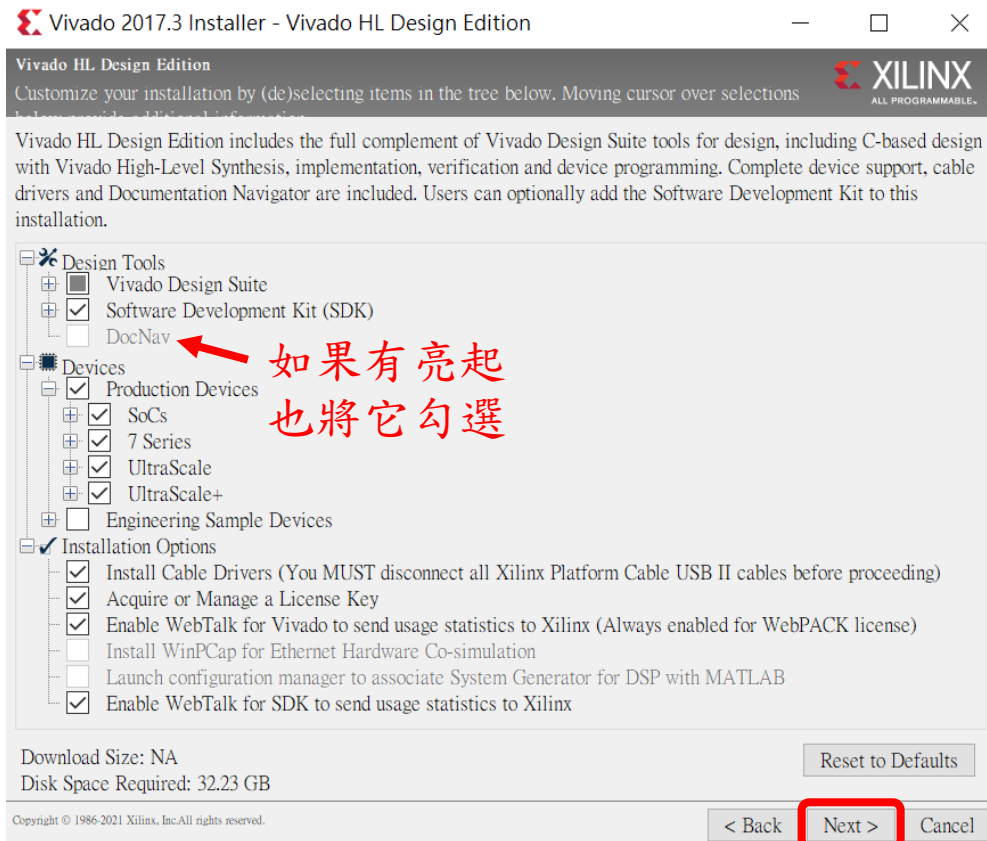 Vivado 2017.3 Installer - Vivado HL Design Edition
Vivado HL Design Edition
XILINX
ALL PROGRAMMABLE.
Customize your installation by (de)selecting items in the tree below. Moving cursor over selections
below provide additional information
Vivado HL Design Edition includes the full complement of Vivado Design Suite tools for design, including C-based design
with Vivado High-Level Synthesis, implementation, verification and device programming. Complete device support, cable
drivers and Documentation Navigator are included. Users can optionally add the Software Development Kit to this
installation.
Design Tools
Vivado Design Suite
Software Development Kit (SDK)
DocNav
如果有亮起
也將它勾選
Devices
Production Devices
SoCs
7 Series
UltraScale
UltraScale+
Engineering Sample Devices
Installation Options
Install Cable Drivers (You MUST disconnect all Xilinx Platform Cable USB II cables before proceeding)
Acquire or Manage a License Key
Enable WebTalk for Vivado to send usage statistics to Xilinx (Always enabled for WebPACK license)
Install WinPCap for Ethernet Hardware Co-simulation
Launch configuration manager to associate System Generator for DSP with MATLAB
Enable WebTalk for SDK to send usage statistics to Xilinx
Download Size: NA
Disk Space Required: 32.23 GB
Reset to Defaults
Copyright © 1986-2021 Xilinx, Inc.All rights reserved.
< Back
Next >
Cancel